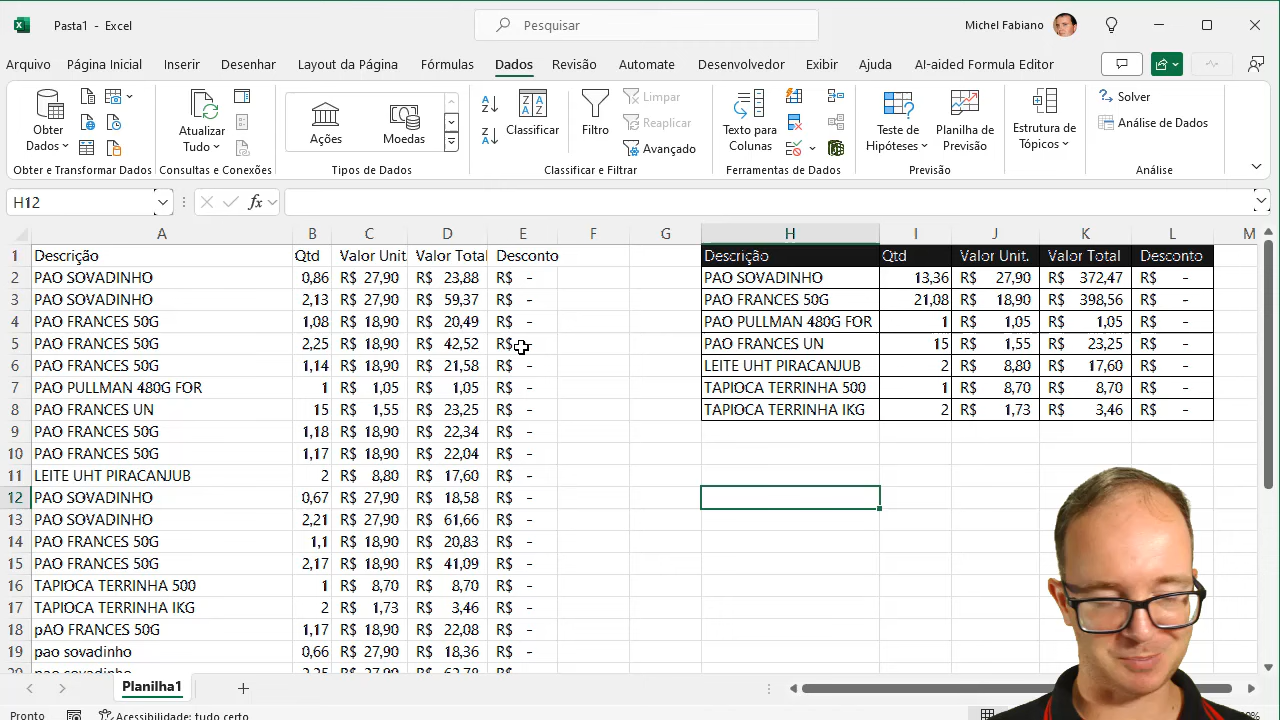 Pasta1 - Excel
Pesquisar
Michel Fabiano
Arquivo Página Inicial Inserir Desenhar Layout da Página Fórmulas Dados Revisão Automate Desenvolvedor Exibir Ajuda AI-aided Formula Editor
Obter Dados
Atualizar Tudo
Ações Moedas
Classificar
Filtro
Limpar
Reaplicar
Avançado
Texto para Colunas
Teste de Hipóteses
Planilha de Previsão
Estrutura de Tópicos
Solver
Análise de Dados
Obter e Transformar Dados Consultas e Conexões Tipos de Dados Classificar e Filtrar Ferramentas de Dados Previsão Análise
H12 fx
A B C D E F G H I J K L M
1 Descrição Qtd Valor Unit. Valor Total Desconto Descrição Qtd Valor Unit. Valor Total Desconto
2 PAO SOVADINHO 0,86 R$ 27,90 R$ 23,88 R$ - PAO SOVADINHO 13,36 R$ 27,90 R$ 372,47 R$ -
3 PAO SOVADINHO 2,13 R$ 27,90 R$ 59,37 R$ - PAO FRANCES 50G 21,08 R$ 18,90 R$ 398,56 R$ -
4 PAO FRANCES 50G 1,08 R$ 18,90 R$ 20,49 R$ - PAO PULLMAN 480G FOR 1 R$ 1,05 R$ 1,05 R$ -
5 PAO FRANCES 50G 2,25 R$ 18,90 R$ 42,52 R$ - PAO FRANCES UN 15 R$ 1,55 R$ 23,25 R$ -
6 PAO FRANCES 50G 1,14 R$ 18,90 R$ 21,58 R$ - LEITE UHT PIRACANJUB 2 R$ 8,80 R$ 17,60 R$ -
7 PAO PULLMAN 480G FOR 1 R$ 1,05 R$ 1,05 R$ - TAPIOCA TERRINHA 500 1 R$ 8,70 R$ 8,70 R$ -
8 PAO FRANCES UN 15 R$ 1,55 R$ 23,25 R$ - TAPIOCA TERRINHA IKG 2 R$ 1,73 R$ 3,46 R$ -
9 PAO FRANCES 50G 1,18 R$ 18,90 R$ 22,34 R$ -
10 PAO FRANCES 50G 1,17 R$ 18,90 R$ 22,04 R$ -
11 LEITE UHT PIRACANJUB 2 R$ 8,80 R$ 17,60 R$ -
12 PAO SOVADINHO 0,67 R$ 27,90 R$ 18,58 R$ -
13 PAO SOVADINHO 2,21 R$ 27,90 R$ 61,66 R$ -
14 PAO FRANCES 50G 1,1 R$ 18,90 R$ 20,83 R$ -
15 PAO FRANCES 50G 2,17 R$ 18,90 R$ 41,09 R$ -
16 TAPIOCA TERRINHA 500 1 R$ 8,70 R$ 8,70 R$ -
17 TAPIOCA TERRINHA IKG 2 R$ 1,73 R$ 3,46 R$ -
18 pAO FRANCES 50G 1,17 R$ 18,90 R$ 22,08 R$ -
19 pao sovadinho 0,66 R$ 27,90 R$ 18,36 R$ -
Planilha1
Pronto Acessibilidade: tudo certo